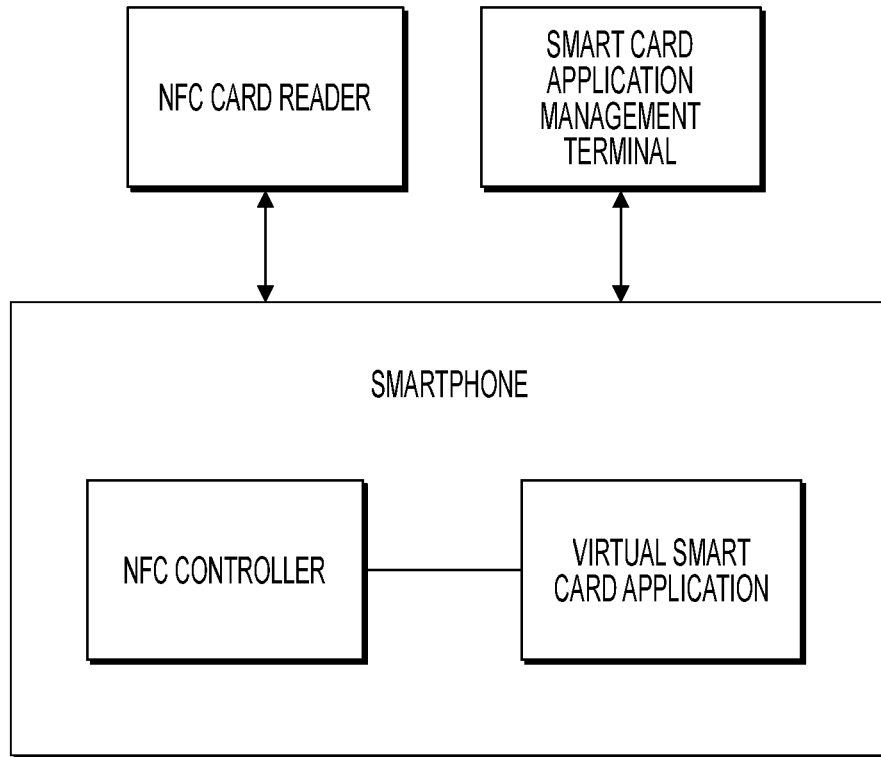 NFC CARD READER
SMART CARD
APPLICATION
MANAGEMENT
TERMINAL
SMARTPHONE
NFC CONTROLLER
VIRTUAL SMART
CARD APPLICATION